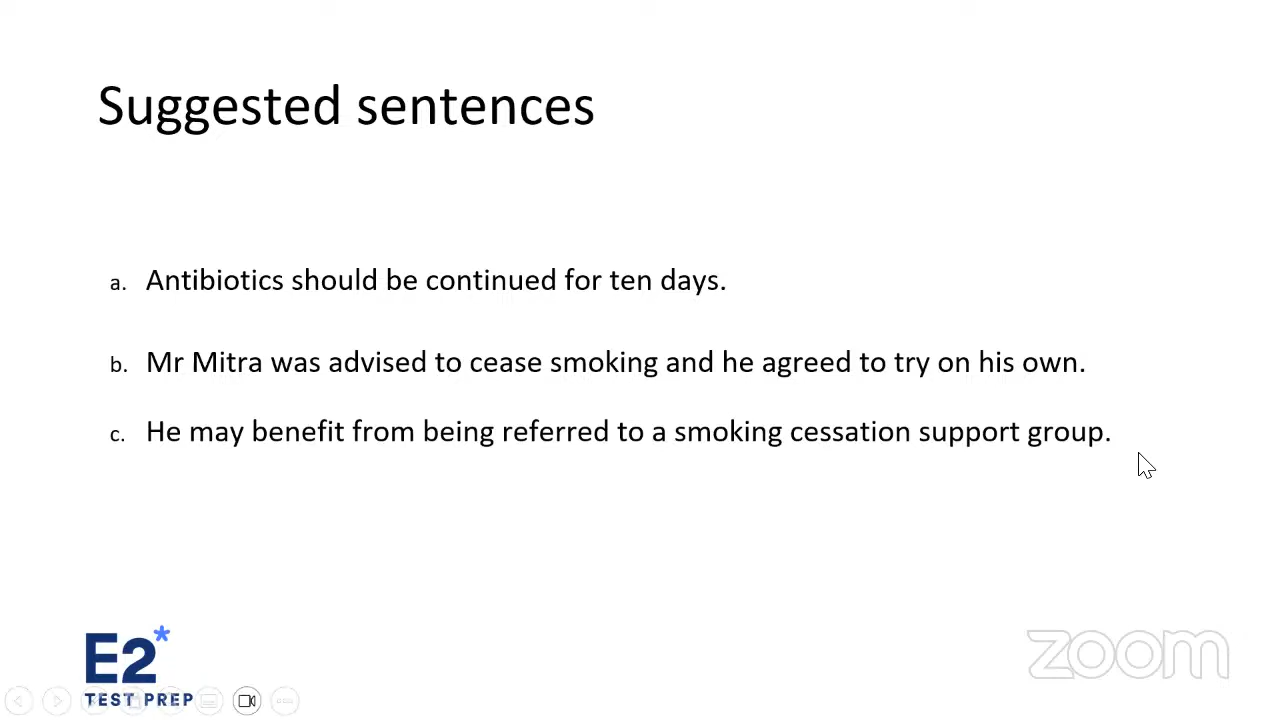 Suggested sentences
a. Antibiotics should be continued for ten days.
b. Mr Mitra was advised to cease smoking and he agreed to try on his own.
c. He may benefit from being referred to a smoking cessation support group.
E2*
TEST PREP
zoom